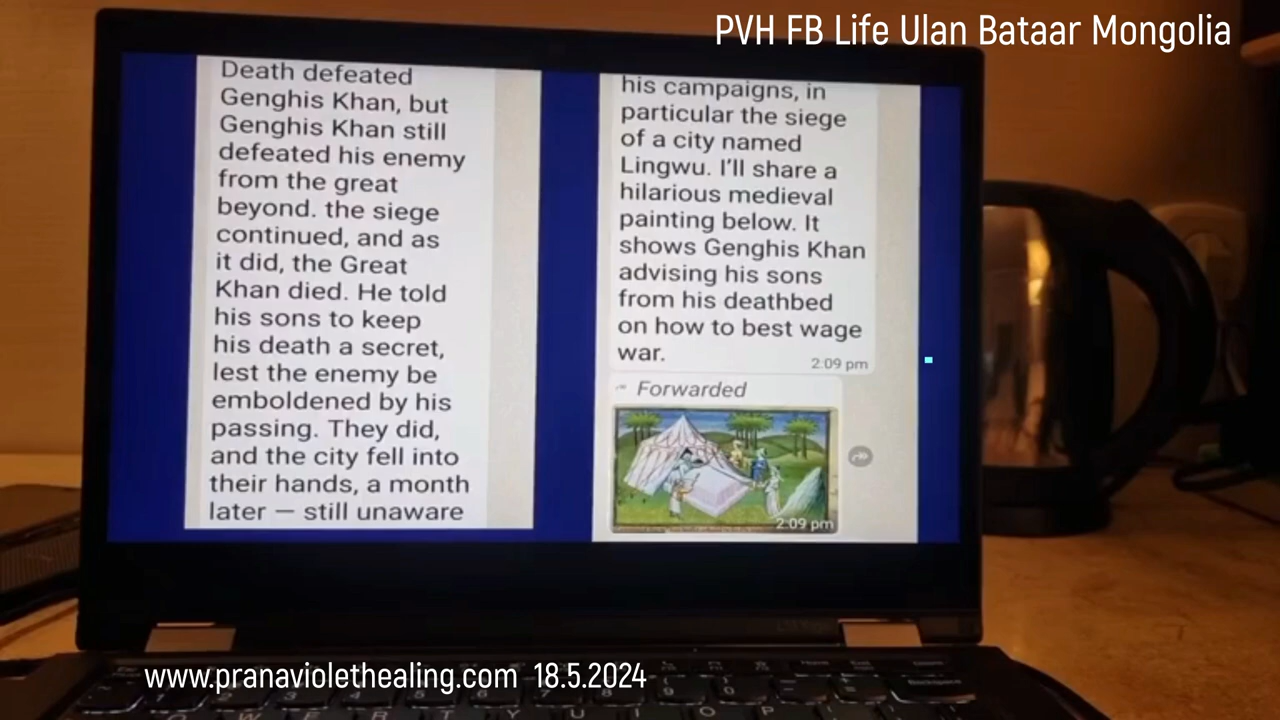 PVH FB Life Ulan Bataar Mongolia
Death defeated
Genghis Khan, but
Genghis Khan still
defeated his enemy
from the great
beyond. the siege
continued, and as
it did, the Great
Khan died. He told
his sons to keep
his death a secret,
lest the enemy be
emboldened by his
passing. They did,
and the city fell into
their hands, a month
later — still unaware
his campaigns, in
particular the siege
of a city named
Lingwu. I'll share a
hilarious medieval
painting below. It
shows Genghis Khan
advising his sons
from his deathbed
on how to best wage
war.
2:09 pm
Forwarded
2:09 pm
www.pranaviolethealing.com 18.5.2024